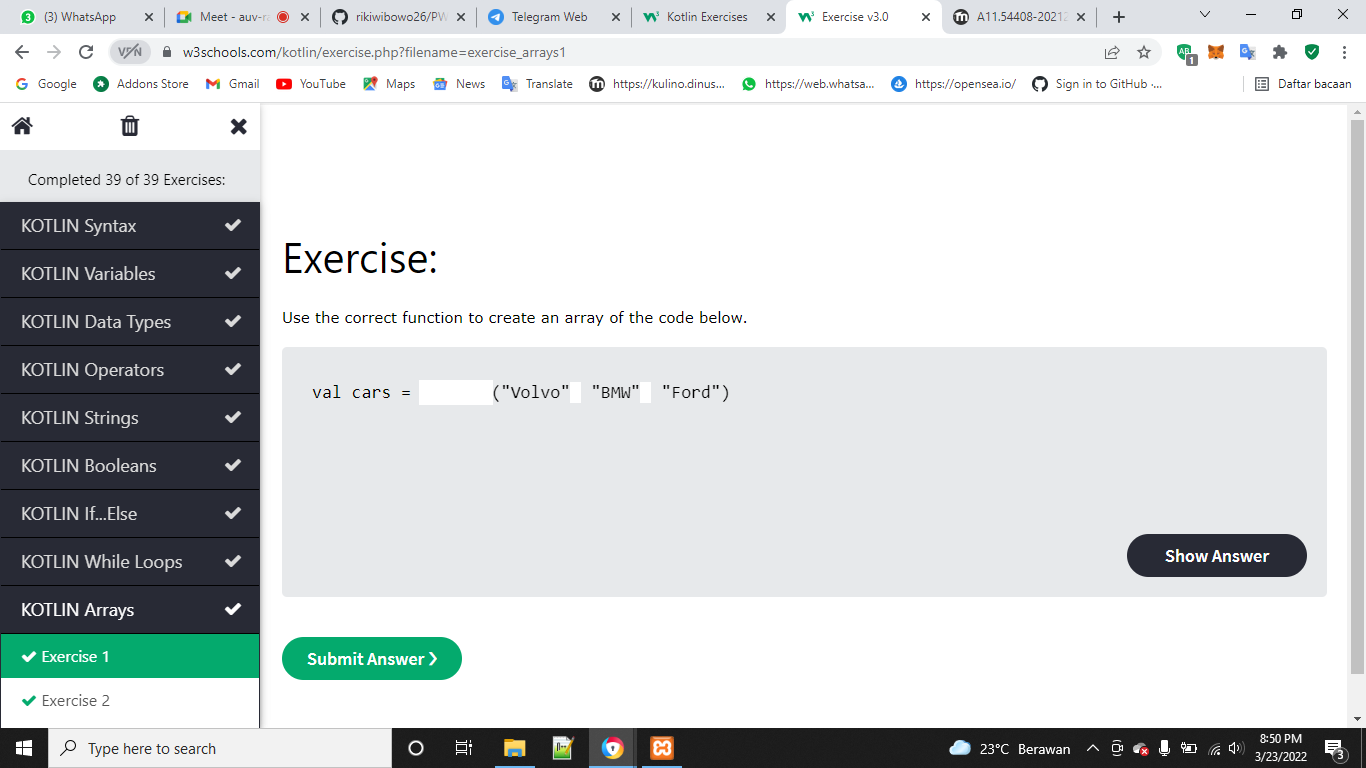 (3) WhatsApp
Meet - auv-ra
rikiwibowo26/PW
Telegram Web
Kotlin Exercises
Exercise v3.0
A11.54408-2021
VPN
w3schools.com/kotlin/exercise.php?filename=exercise_arrays1
1
Google
Addons Store
Gmail
YouTube
Maps
News
Translate
https://kulino.dinus...
https://web.whatsa...
https://opensea.io/
Sign in to GitHub ·...
Daftar bacaan
Completed 39 of 39 Exercises:
KOTLIN Syntax
KOTLIN Variables
KOTLIN Data Types
KOTLIN Operators
KOTLIN Strings
KOTLIN Booleans
KOTLIN If...Else
KOTLIN While Loops
KOTLIN Arrays
Exercise 1
Exercise 2
Exercise:
Use the correct function to create an array of the code below.
val cars = ("Volvo" "BMW" "Ford")
Show Answer
Submit Answer ❯
Type here to search
23°C Berawan
8:50 PM
3/23/2022
3